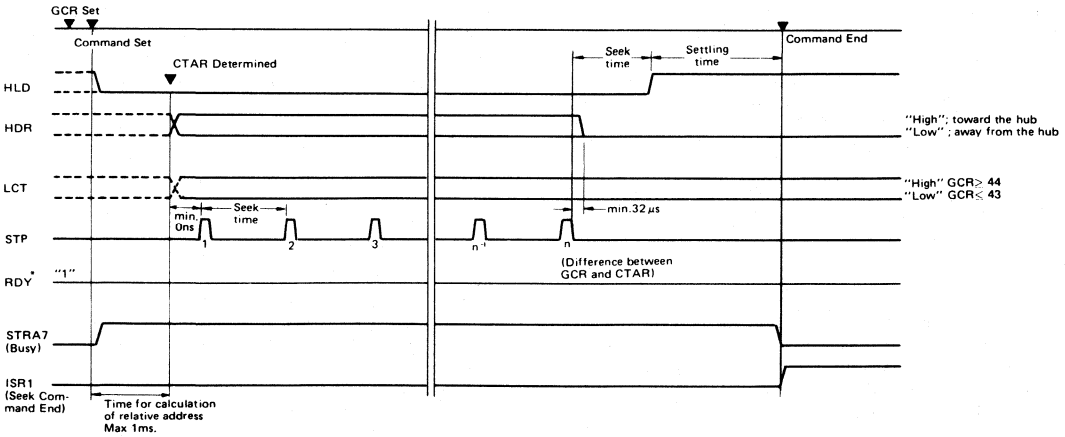 GCR Set
Command Set
Command End
Seek time
Settling time
CTAR Determined
HLD
HDR
"High"; toward the hub
"Low" ; away from the hub
LCT
"High" GCR ≥ 44
"Low" GCR ≤ 43
min. 0ns
Seek time
min.32 μs
STP
1
2
3
n-1
n
(Difference between
GCR and CTAR)
RDY* "1"
STRA7
(Busy)
ISR1
(Seek Com-
mand End)
Time for calculation
of relative address
Max 1ms.